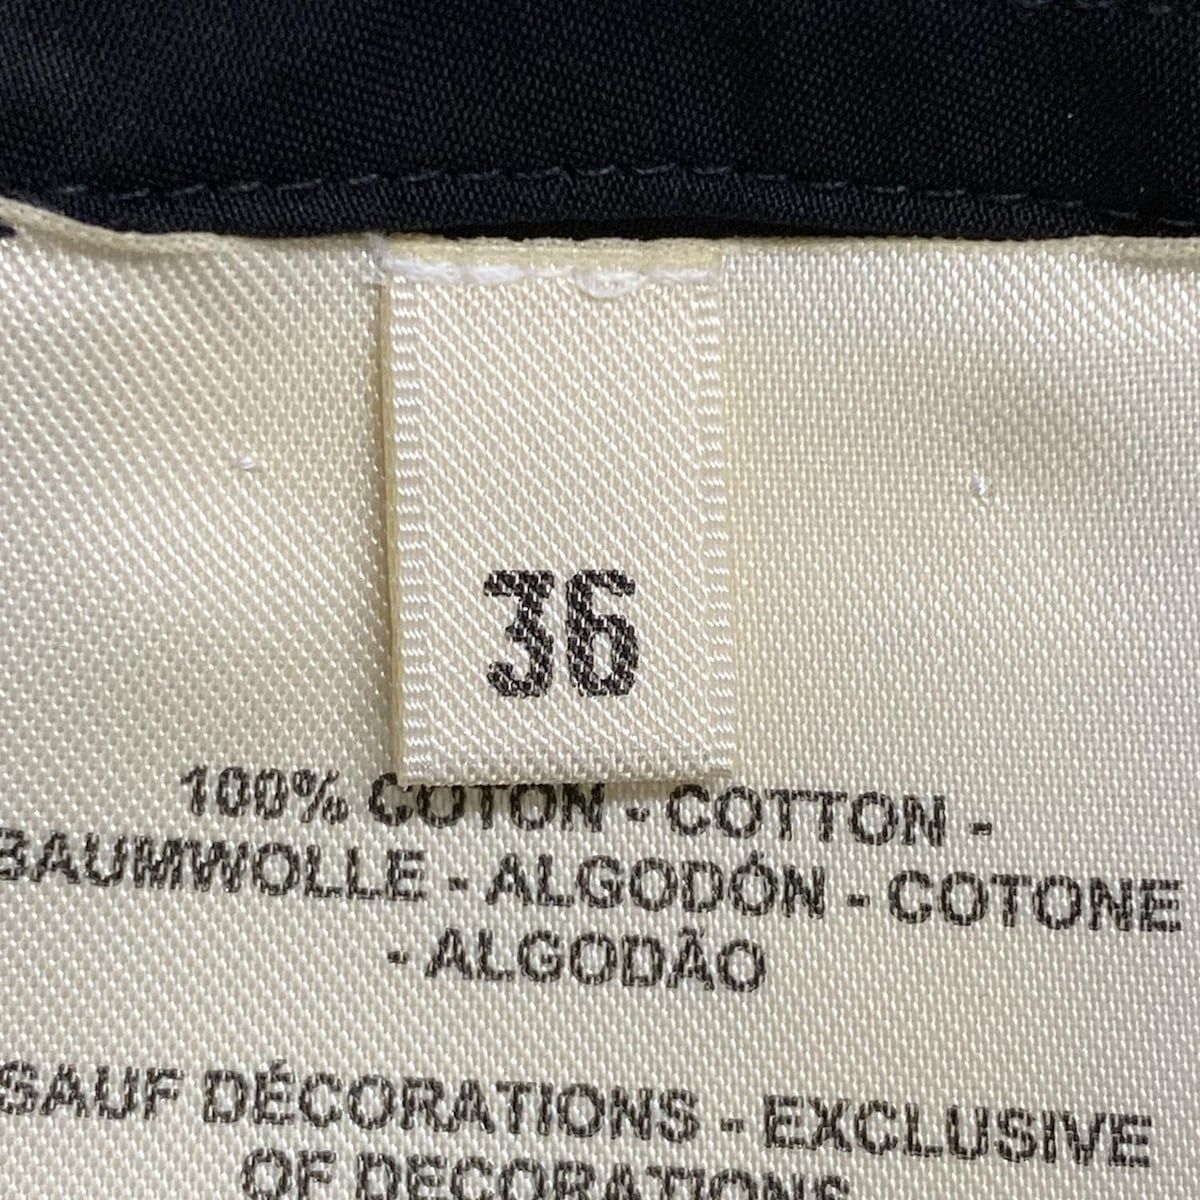 36
100% COTON - COTTON -
BAUMWOLLE - ALGODÓN - COTONE
- ALGODÃO
SAUF DÉCORATIONS - EXCLUSIVE
OF DECORATIONS